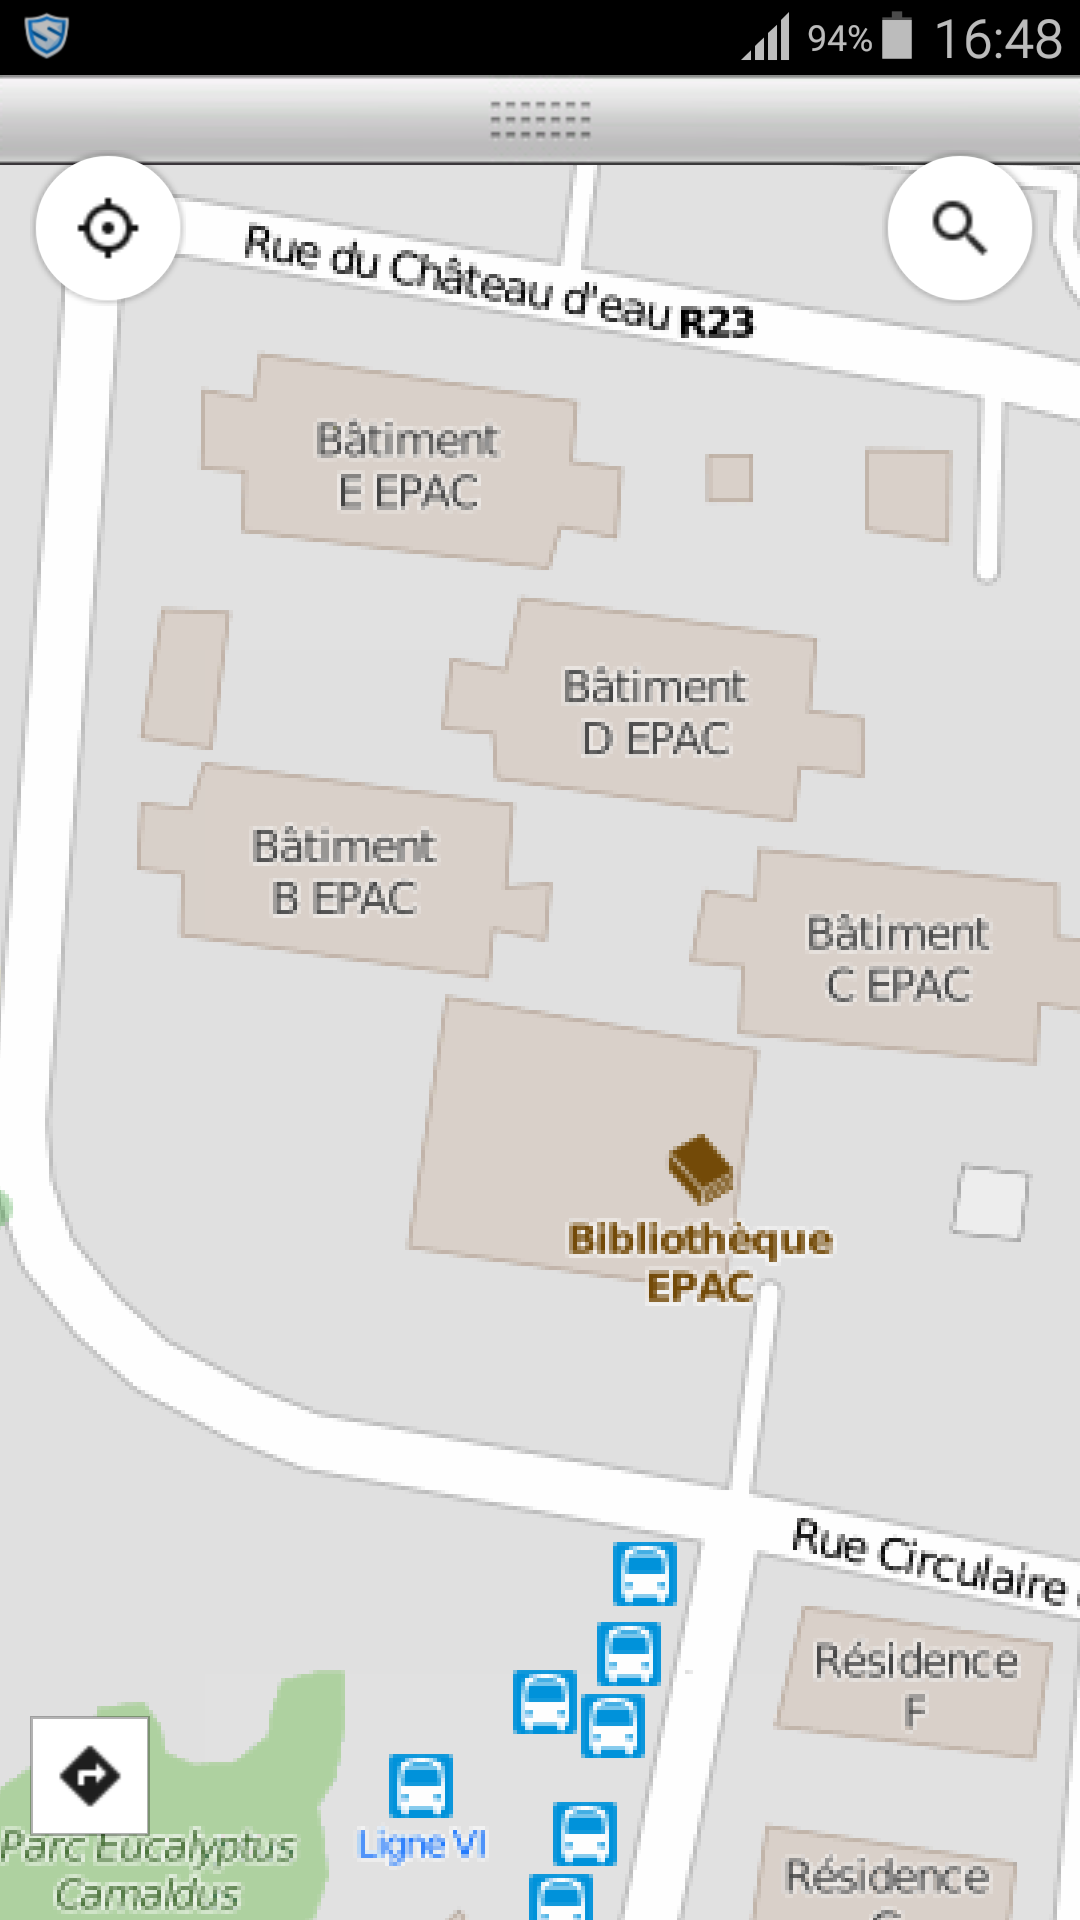 94% 16:48
Rue du Château d'eau R23
Bâtiment
E EPAC
Bâtiment
D EPAC
Bâtiment
B EPAC
Bâtiment
C EPAC
Bibliothèque
EPAC
Rue Circulaire
Résidence
F
Ligne VI
Parc Eucalyptus
Camaldus
Résidence